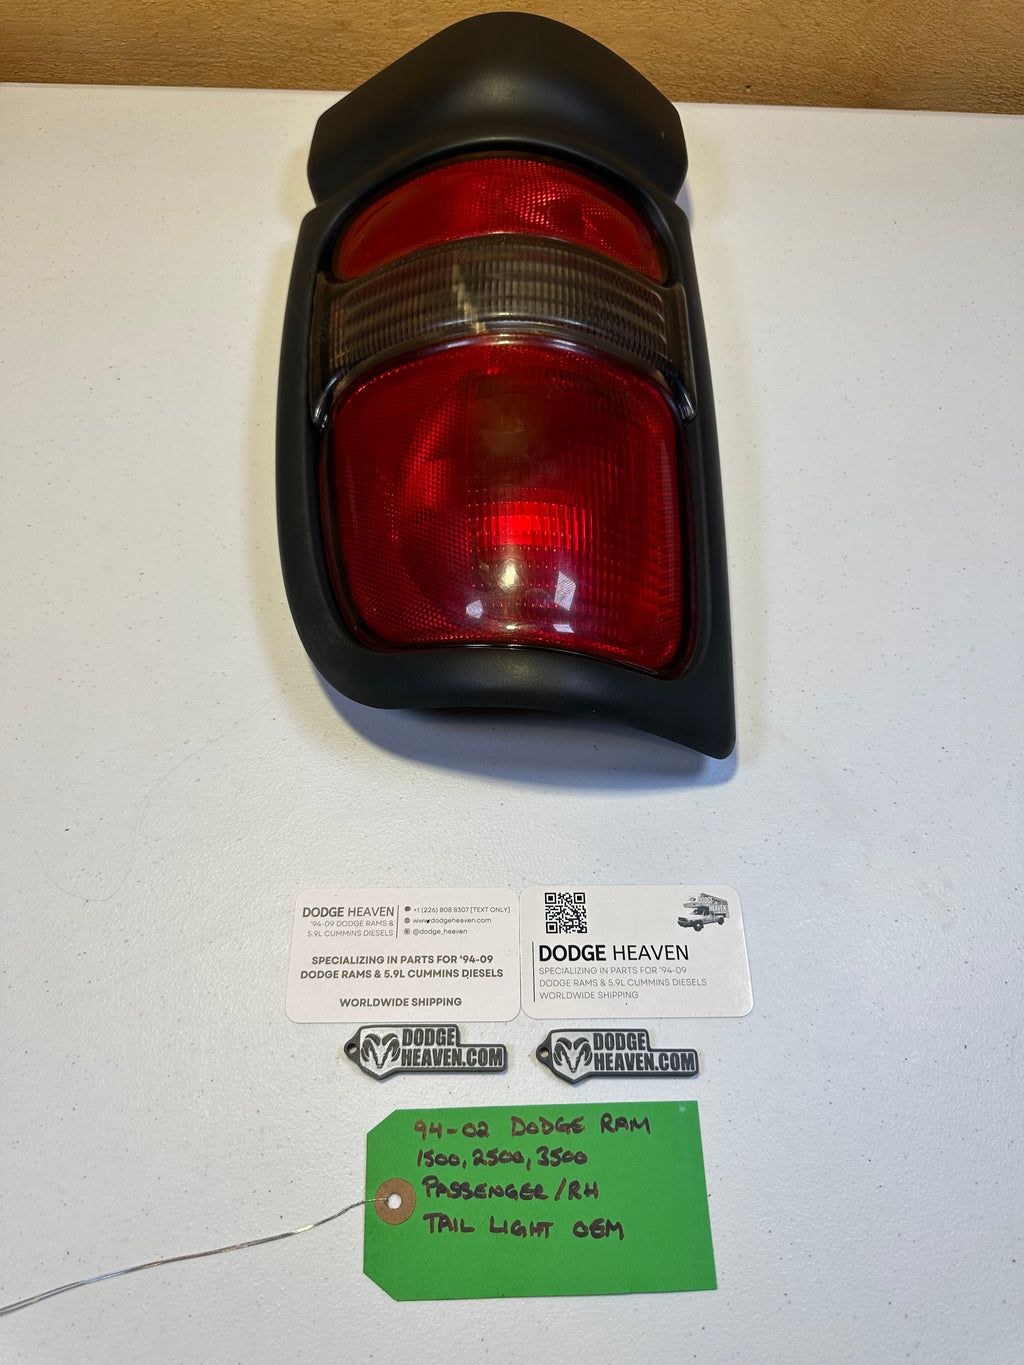 DODGE HEAVEN
'94-09 DODGE RAMS &
5.9L CUMMINS DIESELS
+1 (226) 808 8307 [TEXT ONLY]
www.dodgeheaven.com
@dodge_heaven
SPECIALIZING IN PARTS FOR '94-09
DODGE RAMS & 5.9L CUMMINS DIESELS
WORLDWIDE SHIPPING
DODGE HEAVEN
DODGE HEAVEN
SPECIALIZING IN PARTS FOR '94-09
DODGE RAMS & 5.9L CUMMINS DIESELS
WORLDWIDE SHIPPING
DODGE
HEAVEN.COM
DODGE
HEAVEN.COM
94-02 DODGE RAM
1500, 2500, 3500
PASSENGER/RH
TAIL LIGHT OEM